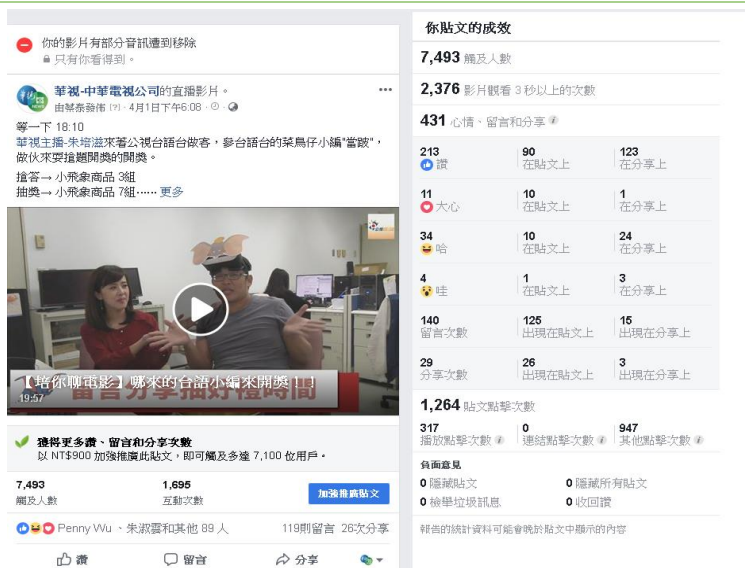 你的影片有部分音訊遭到移除
只有你看得到。
華視-中華電視公司的直播影片。
4月1日下午6:08
等一下 18:10
華視主播-朱培滋來著公視台語台做客，參台語台的菜鳥仔小編"當跛"，
做伙來耍搶題開獎的開獎。
搶答→ 小飛象商品 3組
抽獎→ 小飛象商品 7組…… 更多
【培你聊電影】哪來的台語小編來開獎！！
留言分享抽好禮時間
19:57
獲得更多讚、留言和分享次數
以 NT$900 加強推廣此貼文，即可觸及多達 7,100 位用戶。
7,493 1,695
觸及人數 互動次數 加強推廣貼文
Penny Wu、朱淑雲和其他 89 人 119則留言 26次分享
讚 留言 分享
你貼文的成效
7,493 觸及人數
2,376 影片觀看 3 秒以上的次數
431 心情、留言和分享
213 90 123
讚 在貼文上 在分享上
11 10 1
大心 在貼文上 在分享上
34 10 24
哈 在貼文上 在分享上
4 1 3
哇 在貼文上 在分享上
140 125 15
留言次數 出現在貼文上 出現在分享上
29 26 3
分享次數 出現在貼文上 出現在分享上
1,264 貼文點擊次數
317 0 947
播放點擊次數 連結點擊次數 其他點擊次數
負面意見
0 隱藏貼文 0 隱藏所有貼文
0 檢舉垃圾訊息 0 收回讚
報告的統計資料可能會晚於貼文中顯示的內容